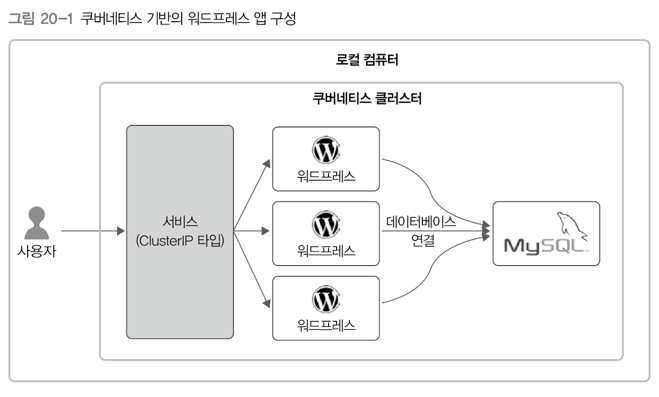 그림 20-1 쿠버네티스 기반의 워드프레스 앱 구성
로컬 컴퓨터
쿠버네티스 클러스터
사용자
서비스
(ClusterIP 타입)
워드프레스
워드프레스
워드프레스
데이터베이스
연결
MySQL